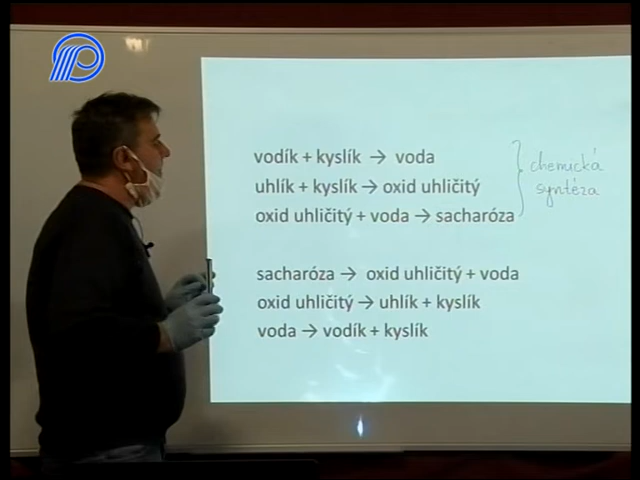 vodík + kyslík → voda
uhlík + kyslík → oxid uhličitý
oxid uhličitý + voda → sacharóza
chemická
syntéza
sacharóza → oxid uhličitý + voda
oxid uhličitý → uhlík + kyslík
voda → vodík + kyslík